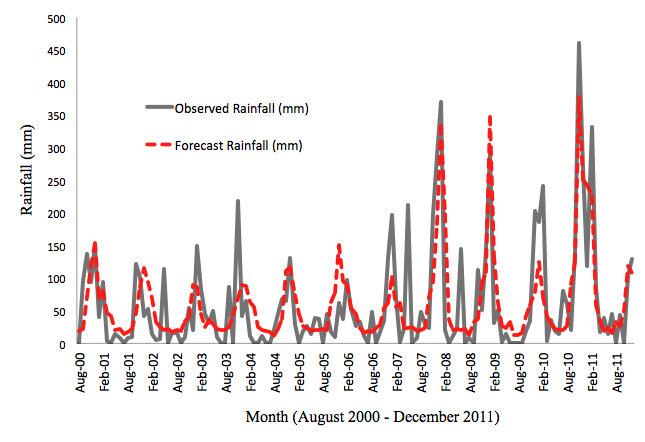 500
450
400
350
300
250
200
150
100
50
0
Rainfall (mm)
Observed Rainfall (mm)
Forecast Rainfall (mm)
Aug-00
Feb-01
Aug-01
Feb-02
Aug-02
Feb-03
Aug-03
Feb-04
Aug-04
Feb-05
Aug-05
Feb-06
Aug-06
Feb-07
Aug-07
Feb-08
Aug-08
Feb-09
Aug-09
Feb-10
Aug-10
Feb-11
Aug-11
Month (August 2000 - December 2011)